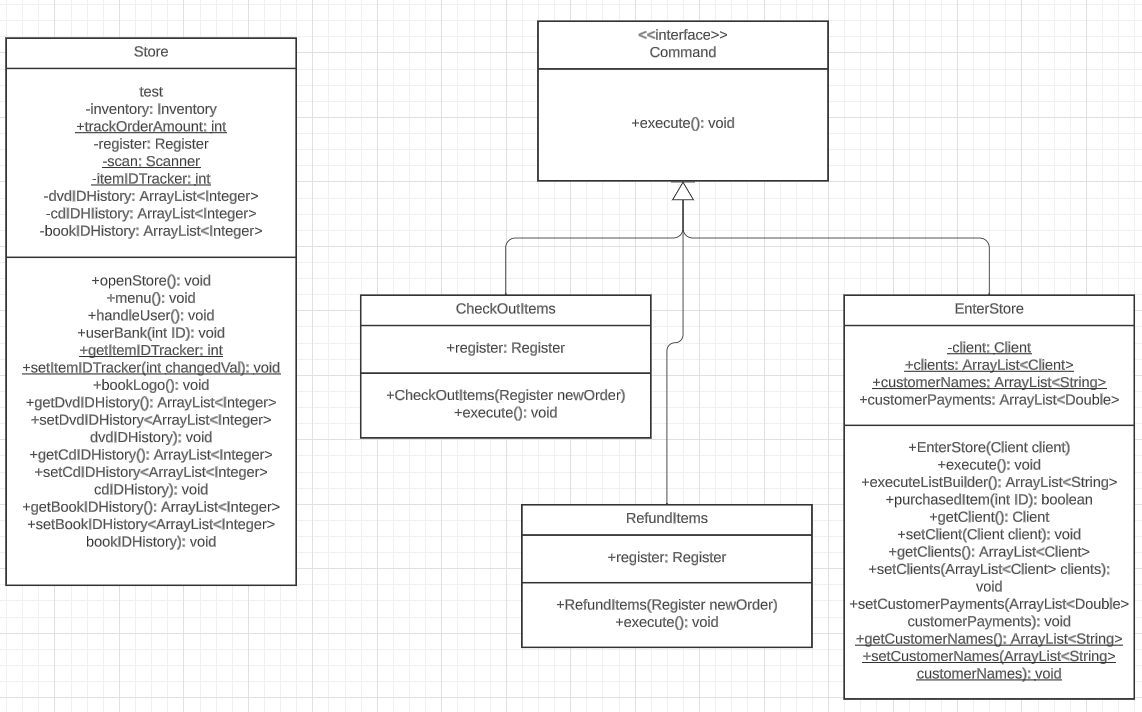 Store
test
-inventory: Inventory
+trackOrderAmount: int
-register: Register
-scan: Scanner
-itemIDTracker: int
-dvdIDHistory: ArrayList<Integer>
-cdIDHIistory: ArrayList<Integer>
-bookIDHistory: ArrayList<Integer>
+openStore(): void
+menu(): void
+handleUser(): void
+userBank(int ID): void
+getItemIDTracker: int
+setItemIDTracker(int changedVal): void
+bookLogo(): void
+getDvdIDHistory(): ArrayList<Integer>
+setDvdIDHistory<ArrayList<Integer>
dvdIDHistory): void
+getCdIDHistory(): ArrayList<Integer>
+setCdIDHistory<ArrayList<Integer>
cdIDHistory): void
+getBookIDHistory(): ArrayList<Integer>
+setBookIDHistory<ArrayList<Integer>
bookIDHistory): void
<<interface>>
Command
+execute(): void
CheckOutItems
+register: Register
+CheckOutItems(Register newOrder)
+execute(): void
RefundItems
+register: Register
+RefundItems(Register newOrder)
+execute(): void
EnterStore
-client: Client
+clients: ArrayList<Client>
+customerNames: ArrayList<String>
+customerPayments: ArrayList<Double>
+EnterStore(Client client)
+execute(): void
+executeListBuilder(): ArrayList<String>
+purchasedItem(int ID): boolean
+getClient(): Client
+setClient(Client client): void
+getClients(): ArrayList<Client>
+setClients(ArrayList<Client> clients):
void
+setCustomerPayments(ArrayList<Double>
customerPayments): void
+getCustomerNames(): ArrayList<String>
+setCustomerNames(ArrayList<String>
customerNames): void